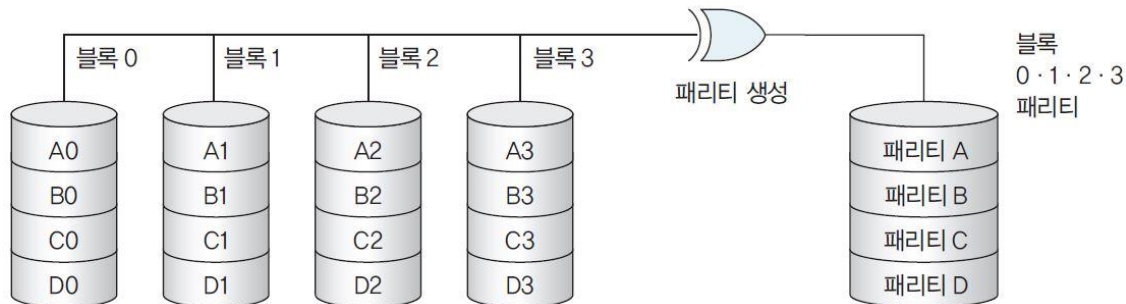 블록 0
블록 1
블록 2
블록 3
패리티 생성
블록
0 · 1 · 2 · 3
패리티
A0
A1
A2
A3
패리티 A
B0
B1
B2
B3
패리티 B
C0
C1
C2
C3
패리티 C
D0
D1
D2
D3
패리티 D